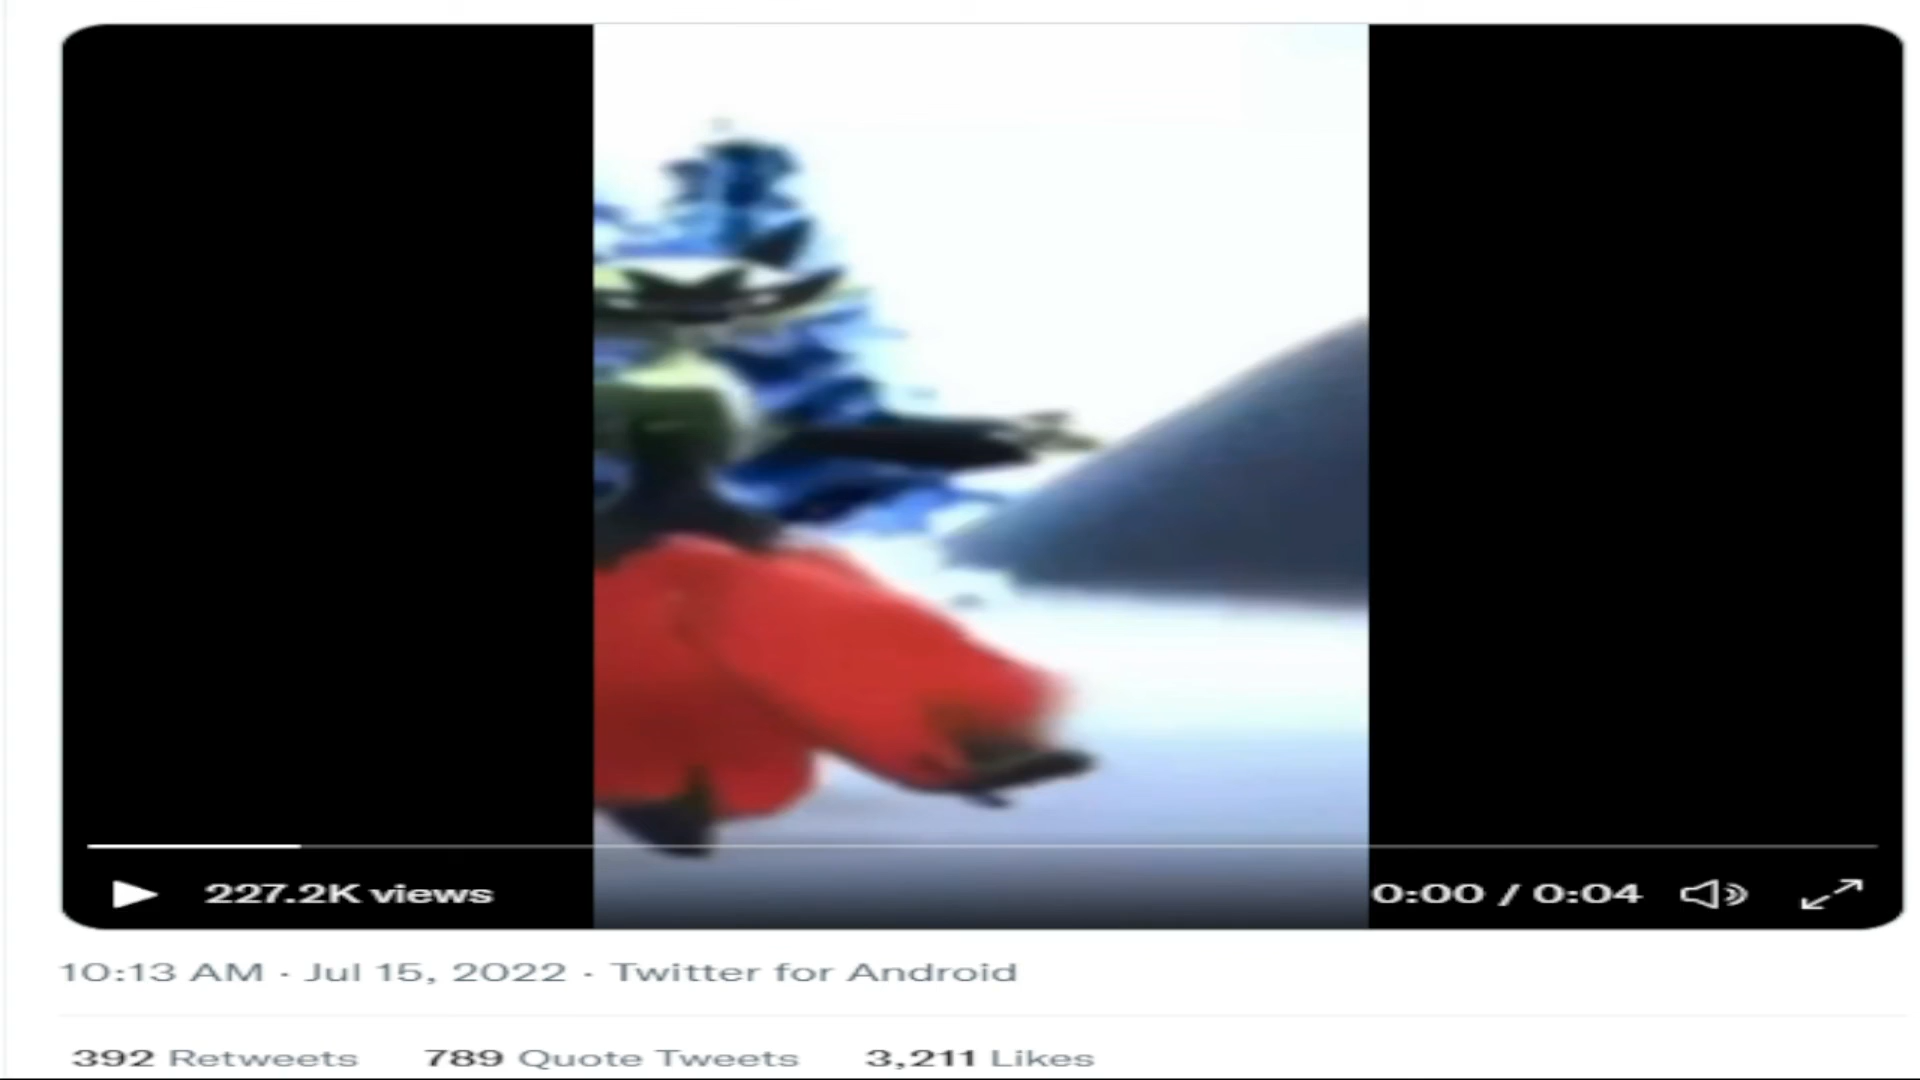 227.2K views
0:00 / 0:04
10:13 AM · Jul 15, 2022 · Twitter for Android
392 Retweets 789 Quote Tweets 3,211 Likes